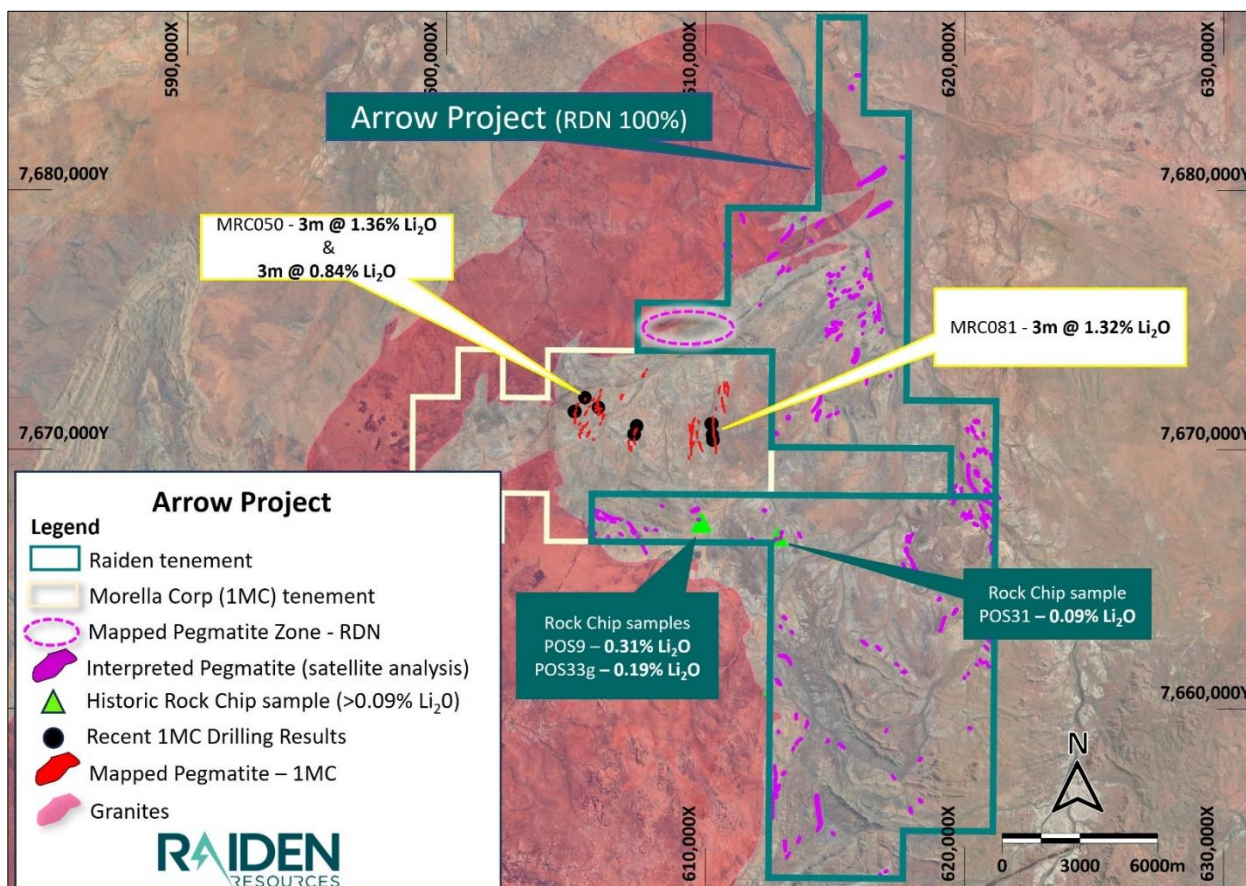 590,000X
600,000X
610,000X
620,000X
630,000X
Arrow Project (RDN 100%)
7,680,000Y
7,680,000Y
MRC050 - 3m @ 1.36% Li₂O
&
3m @ 0.84% Li₂O
MRC081 - 3m @ 1.32% Li₂O
7,670,000Y
7,670,000Y
Arrow Project
Legend
Raiden tenement
Morella Corp (1MC) tenement
Mapped Pegmatite Zone - RDN
Interpreted Pegmatite (satellite analysis)
Historic Rock Chip sample (>0.09% Li₂0)
Recent 1MC Drilling Results
Mapped Pegmatite – 1MC
Granites
RAIDEN
RESOURCES
Rock Chip samples
POS9 – 0.31% Li₂O
POS33g – 0.19% Li₂O
Rock Chip sample
POS31 – 0.09% Li₂O
7,660,000Y
N
0 3000 6000m
610,000X
620,000X
630,000X